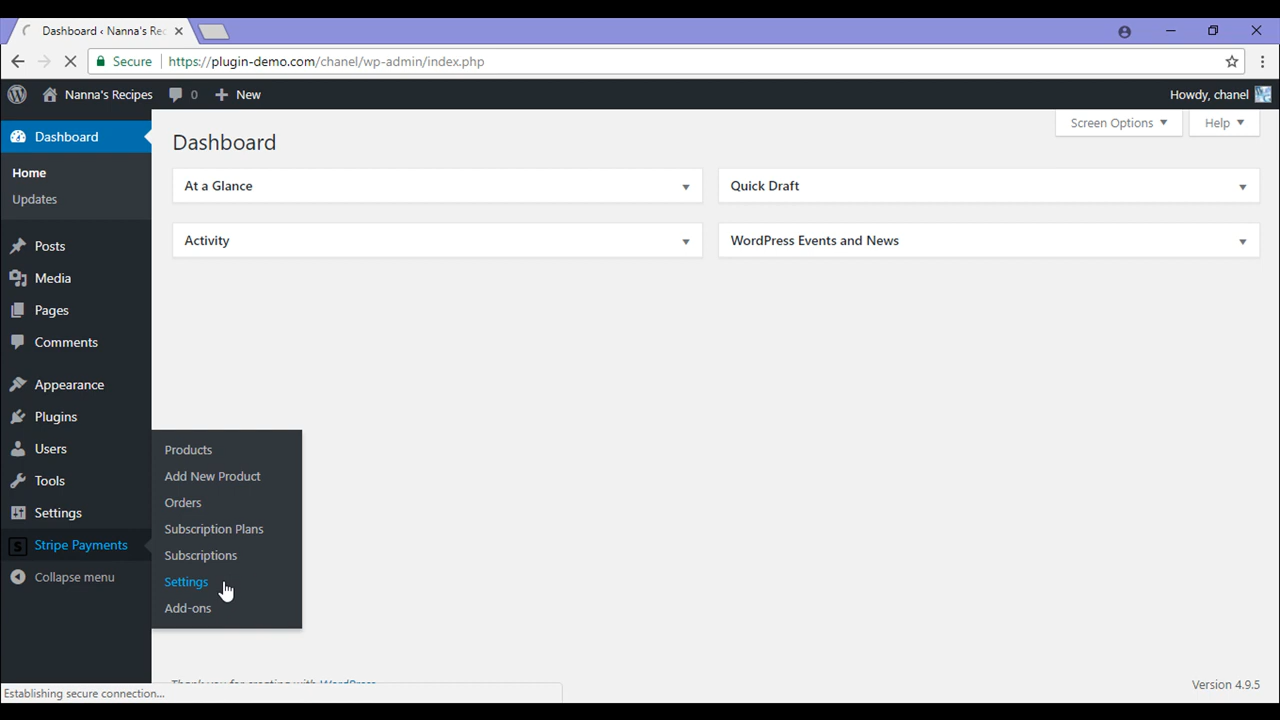 Dashboard ‹ Nanna's Rec
Secure https://plugin-demo.com/chanel/wp-admin/index.php
Nanna's Recipes 0 New Howdy, chanel
Dashboard
Home
Updates
Posts
Media
Pages
Comments
Appearance
Plugins
Users
Tools
Settings
Stripe Payments
Collapse menu
Products
Add New Product
Orders
Subscription Plans
Subscriptions
Settings
Add-ons
Screen Options Help
Dashboard
At a Glance
Quick Draft
Activity
WordPress Events and News
Thank you for creating with WordPress
Version 4.9.5
Establishing secure connection...